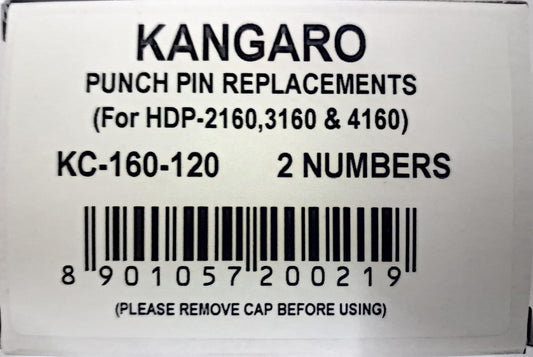 KANGARO
PUNCH PIN REPLACEMENTS
(For HDP-2160,3160 & 4160)
KC-160-120 2 NUMBERS
8 901057 200219
(PLEASE REMOVE CAP BEFORE USING)